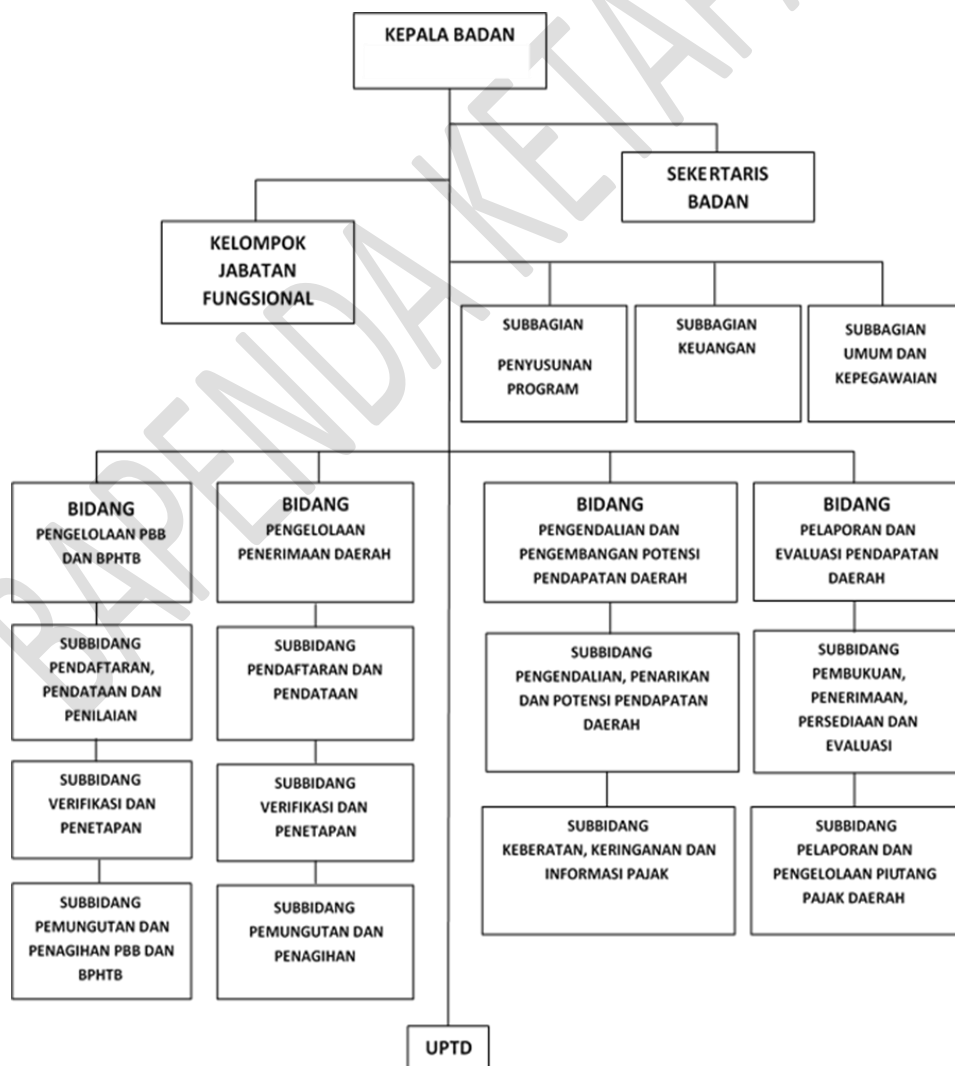 KEPALA BADAN
SEKERTARIS
BADAN
KELOMPOK
JABATAN
FUNGSIONAL
SUBBAGIAN
PENYUSUNAN
PROGRAM
SUBBAGIAN
KEUANGAN
SUBBAGIAN
UMUM DAN
KEPEGAWAIAN
BIDANG
PENGELOLAAN PBB
DAN BPHTB
BIDANG
PENGELOLAAN
PENERIMAAN DAERAH
BIDANG
PENGENDALIAN DAN
PENGEMBANGAN POTENSI
PENDAPATAN DAERAH
BIDANG
PELAPORAN DAN
EVALUASI PENDAPATAN
DAERAH
SUBBIDANG
PENDAFTARAN,
PENDATAAN DAN
PENILAIAN
SUBBIDANG
PENDAFTARAN DAN
PENDATAAN
SUBBIDANG
PENGENDALIAN, PENARIKAN
DAN POTENSI PENDAPATAN
DAERAH
SUBBIDANG
PEMBUKUAN,
PENERIMAAN,
PERSEDIAAN DAN
EVALUASI
SUBBIDANG
VERIFIKASI DAN
PENETAPAN
SUBBIDANG
VERIFIKASI DAN
PENETAPAN
SUBBIDANG
KEBERATAN, KERINGANAN DAN
INFORMASI PAJAK
SUBBIDANG
PELAPORAN DAN
PENGELOLAAN PIUTANG
PAJAK DAERAH
SUBBIDANG
PEMUNGUTAN DAN
PENAGIHAN PBB DAN
BPHTB
SUBBIDANG
PEMUNGUTAN DAN
PENAGIHAN
UPTD
BAPENDA